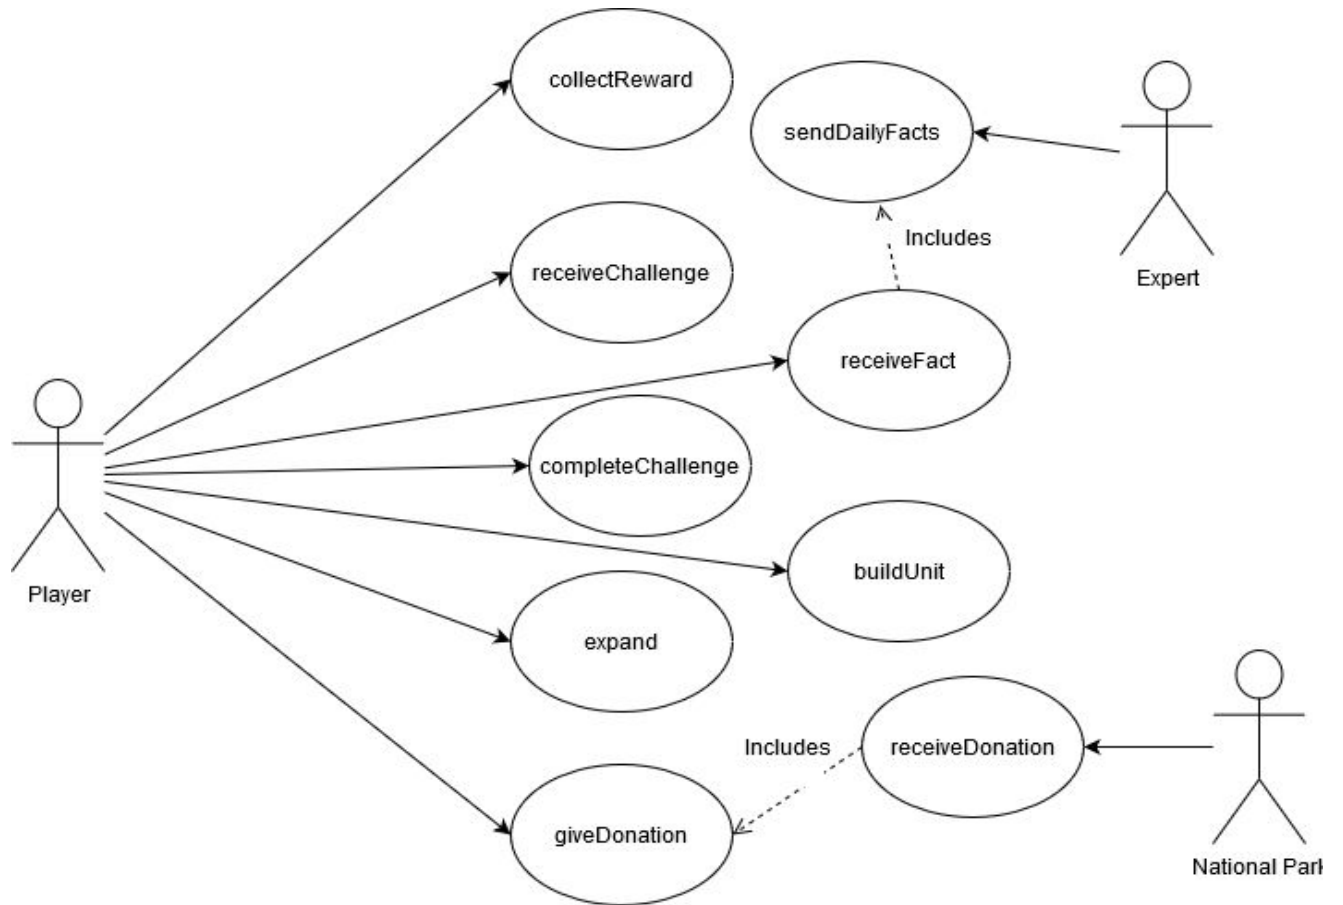 collectReward
sendDailyFacts
Includes
receiveChallenge
Expert
receiveFact
completeChallenge
buildUnit
Player
expand
Includes
receiveDonation
giveDonation
National Park